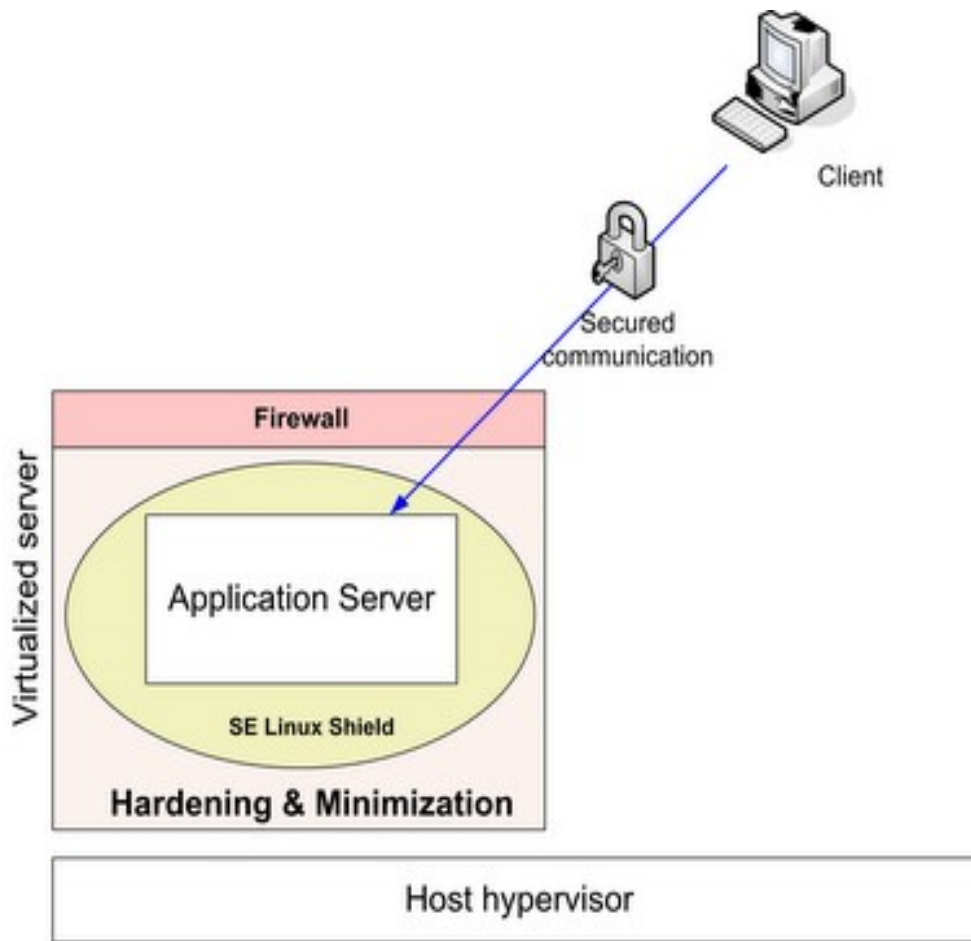 Client
Secured
communication
Firewall
Virtualized server
Application Server
SE Linux Shield
Hardening & Minimization
Host hypervisor